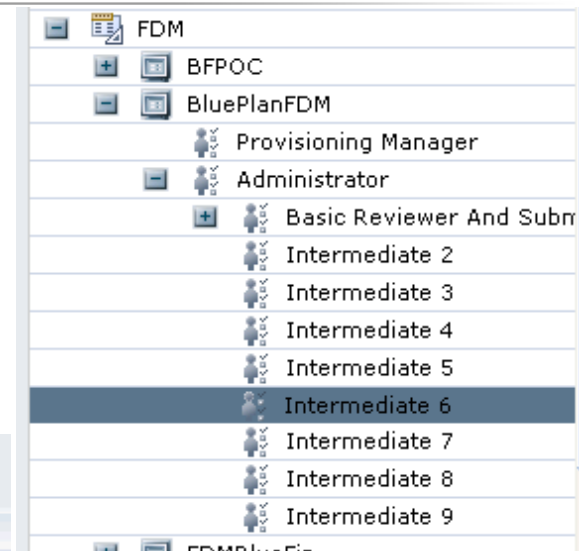 FDM
BFPOC
BluePlanFDM
Provisioning Manager
Administrator
Basic Reviewer And Subm
Intermediate 2
Intermediate 3
Intermediate 4
Intermediate 5
Intermediate 6
Intermediate 7
Intermediate 8
Intermediate 9